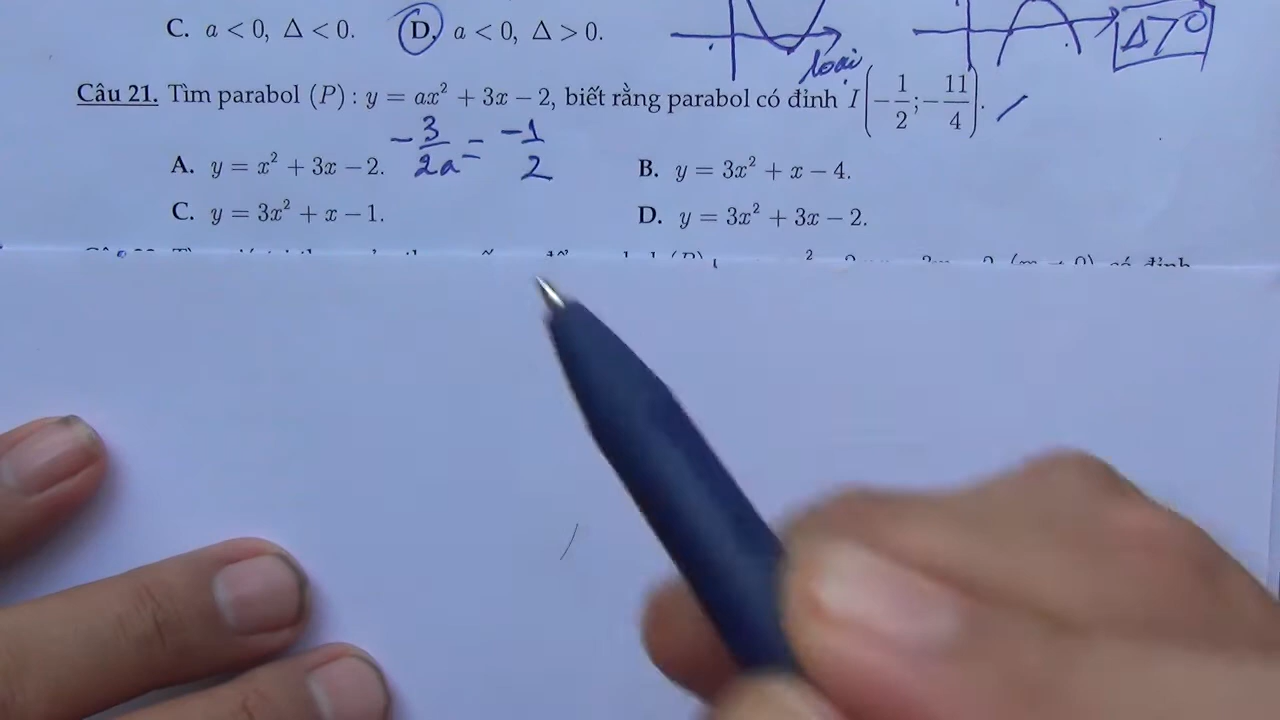 C. a < 0, Δ < 0. D. a < 0, Δ > 0.
loại
Δ > 0
Câu 21. Tìm parabol (P) : y = ax² + 3x − 2, biết rằng parabol có đỉnh I(−1/2; −11/4).
−3/2a = −1/2
A. y = x² + 3x − 2. B. y = 3x² + x − 4.
C. y = 3x² + x − 1. D. y = 3x² + 3x − 2.